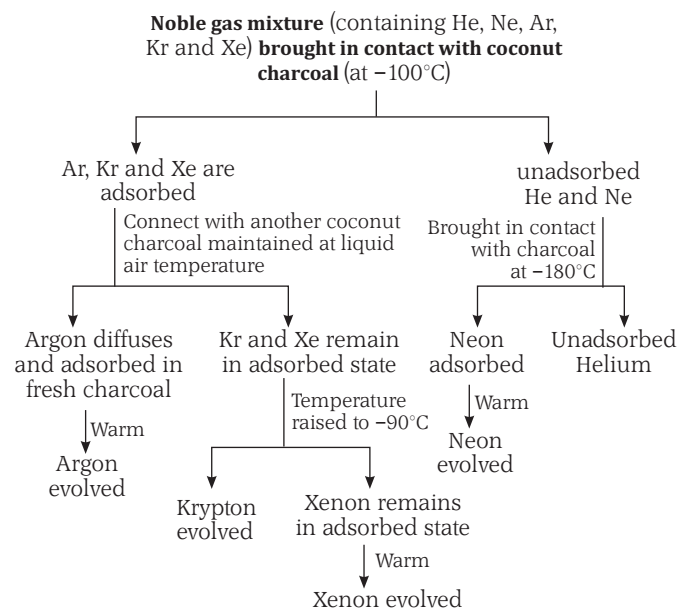 Noble gas mixture (containing He, Ne, Ar,
Kr and Xe) brought in contact with coconut
charcoal (at −100°C)
Ar, Kr and Xe are
adsorbed
unadsorbed
He and Ne
Connect with another coconut
charcoal maintained at liquid
air temperature
Brought in contact
with charcoal
at −180°C
Argon diffuses
and adsorbed in
fresh charcoal
Kr and Xe remain
in adsorbed state
Neon
adsorbed
Unadsorbed
Helium
Warm
Argon
evolved
Temperature
raised to −90°C
Warm
Neon
evolved
Krypton
evolved
Xenon remains
in adsorbed state
Warm
Xenon evolved